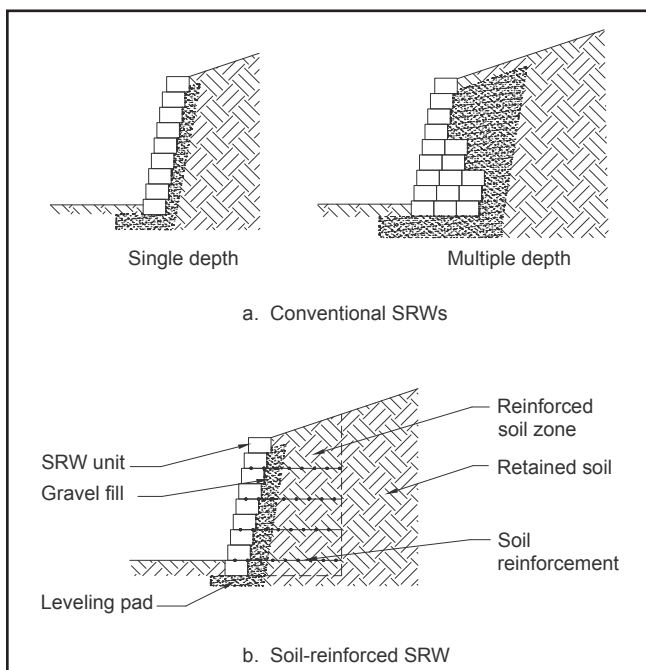 Single depth
Multiple depth
a. Conventional SRWs
SRW unit
Gravel fill
Leveling pad
Reinforced
soil zone
Retained soil
Soil
reinforcement
b. Soil-reinforced SRW